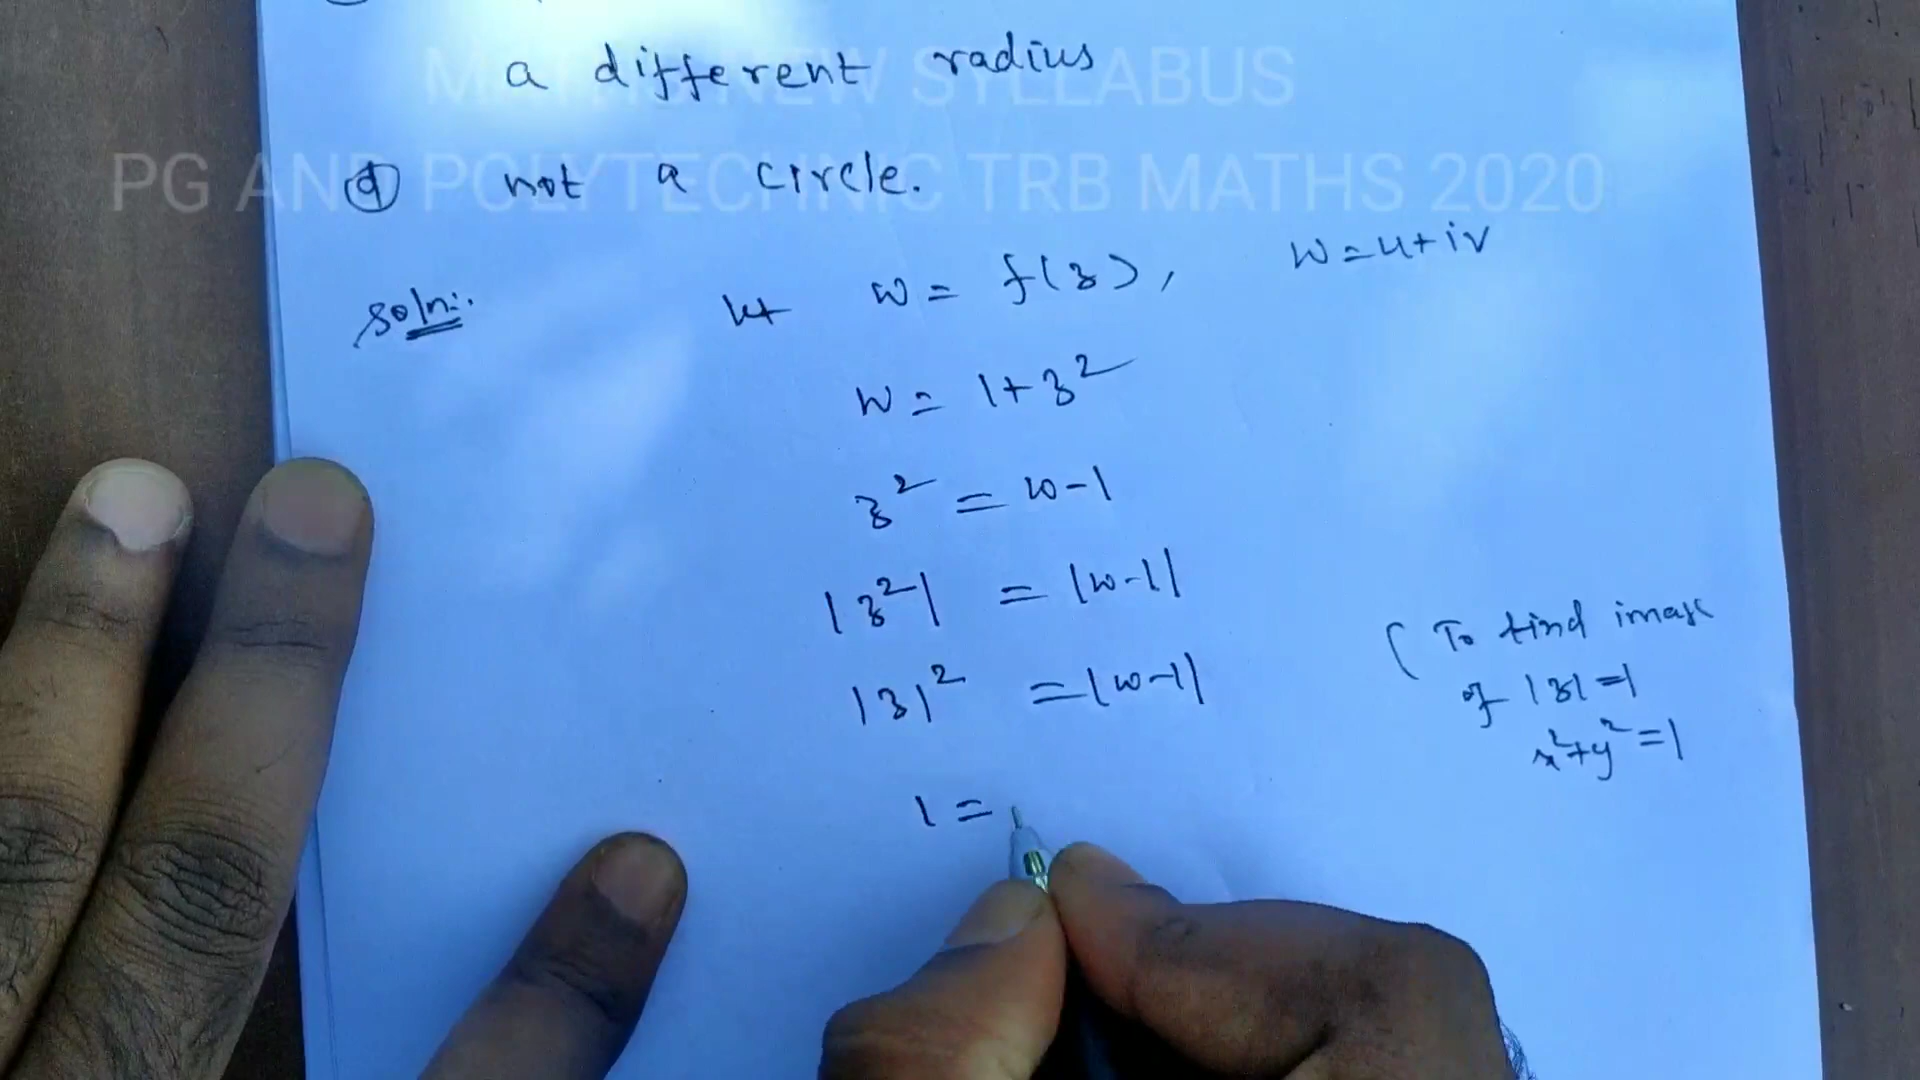 a different radius
MATHS NEW SYLLABUS
PG AND POLYTECHNIC TRB MATHS 2020
d not a circle.
Soln:.
let w = f(z), w = u+iv
w = 1+z²
z² = w-1
|z²| = |w-1|
|z|² = |w-1|
( To find image
of |z|=1
x²+y²=1
1 =